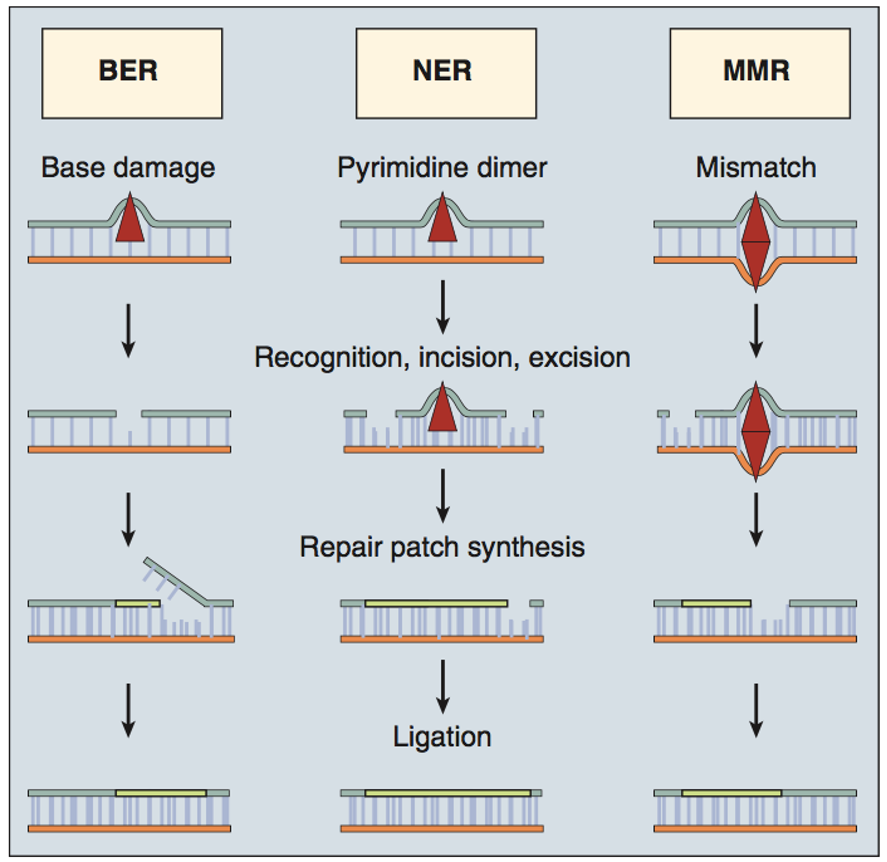 BER
NER
MMR
Base damage
Pyrimidine dimer
Mismatch
Recognition, incision, excision
Repair patch synthesis
Ligation